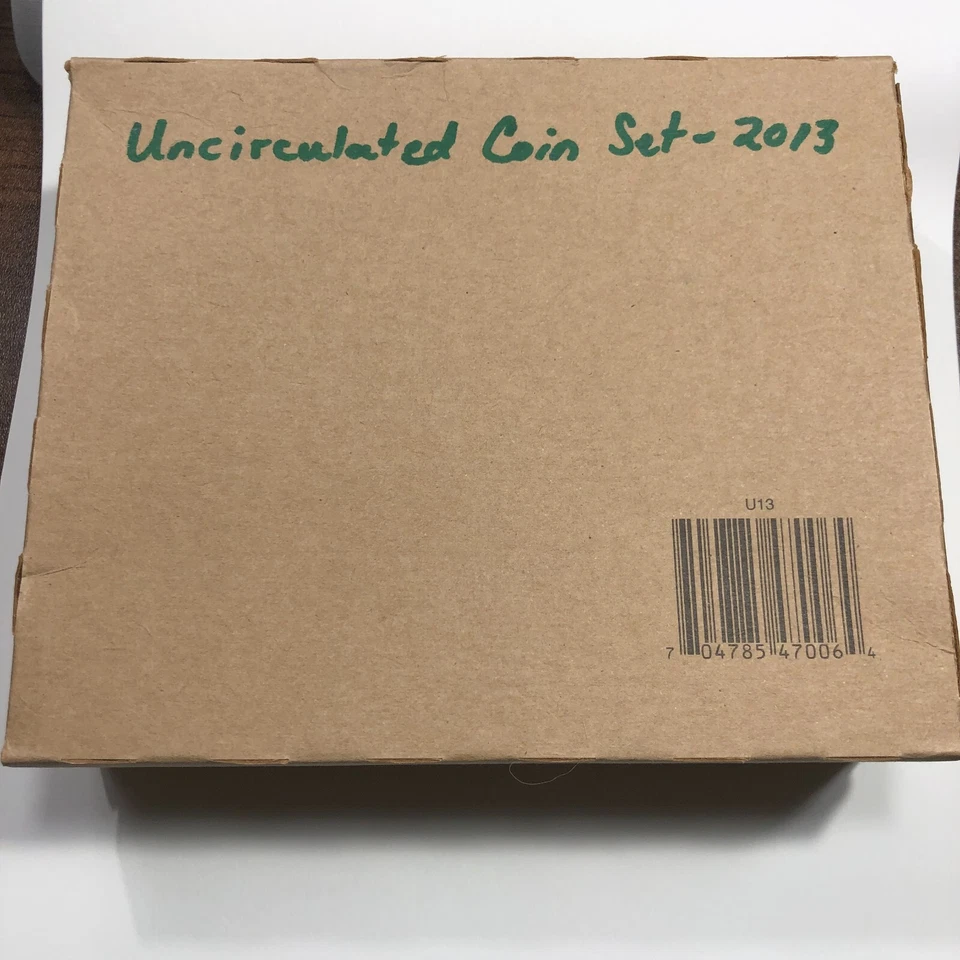 Uncirculated Coin Set - 2013
U13
7 04785 47006 4